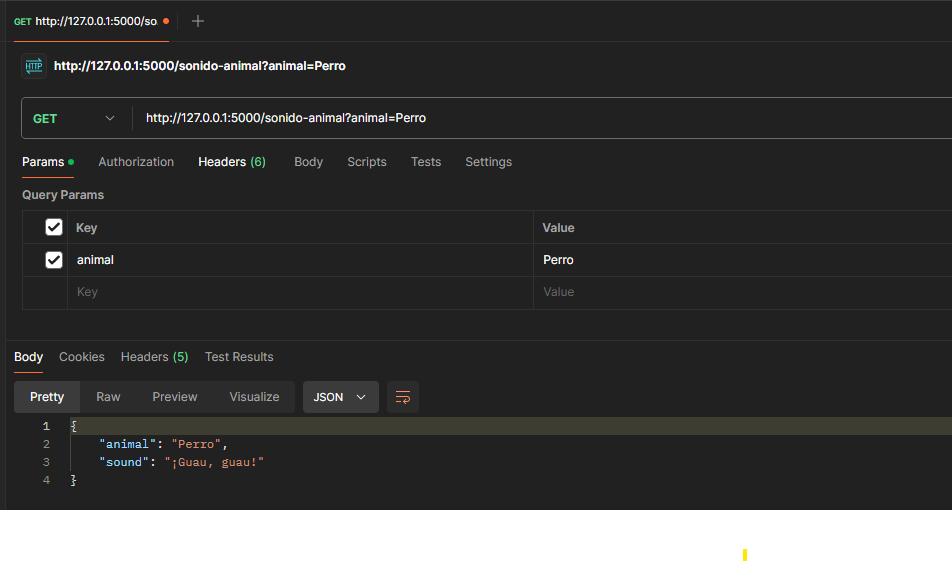 GET http://127.0.0.1:5000/so
http://127.0.0.1:5000/sonido-animal?animal=Perro
GET http://127.0.0.1:5000/sonido-animal?animal=Perro
Params Authorization Headers (6) Body Scripts Tests Settings
Query Params
Key Value
animal Perro
Key Value
Body Cookies Headers (5) Test Results
Pretty Raw Preview Visualize JSON
1 {
2 "animal": "Perro",
3 "sound": "¡Guau, guau!"
4 }